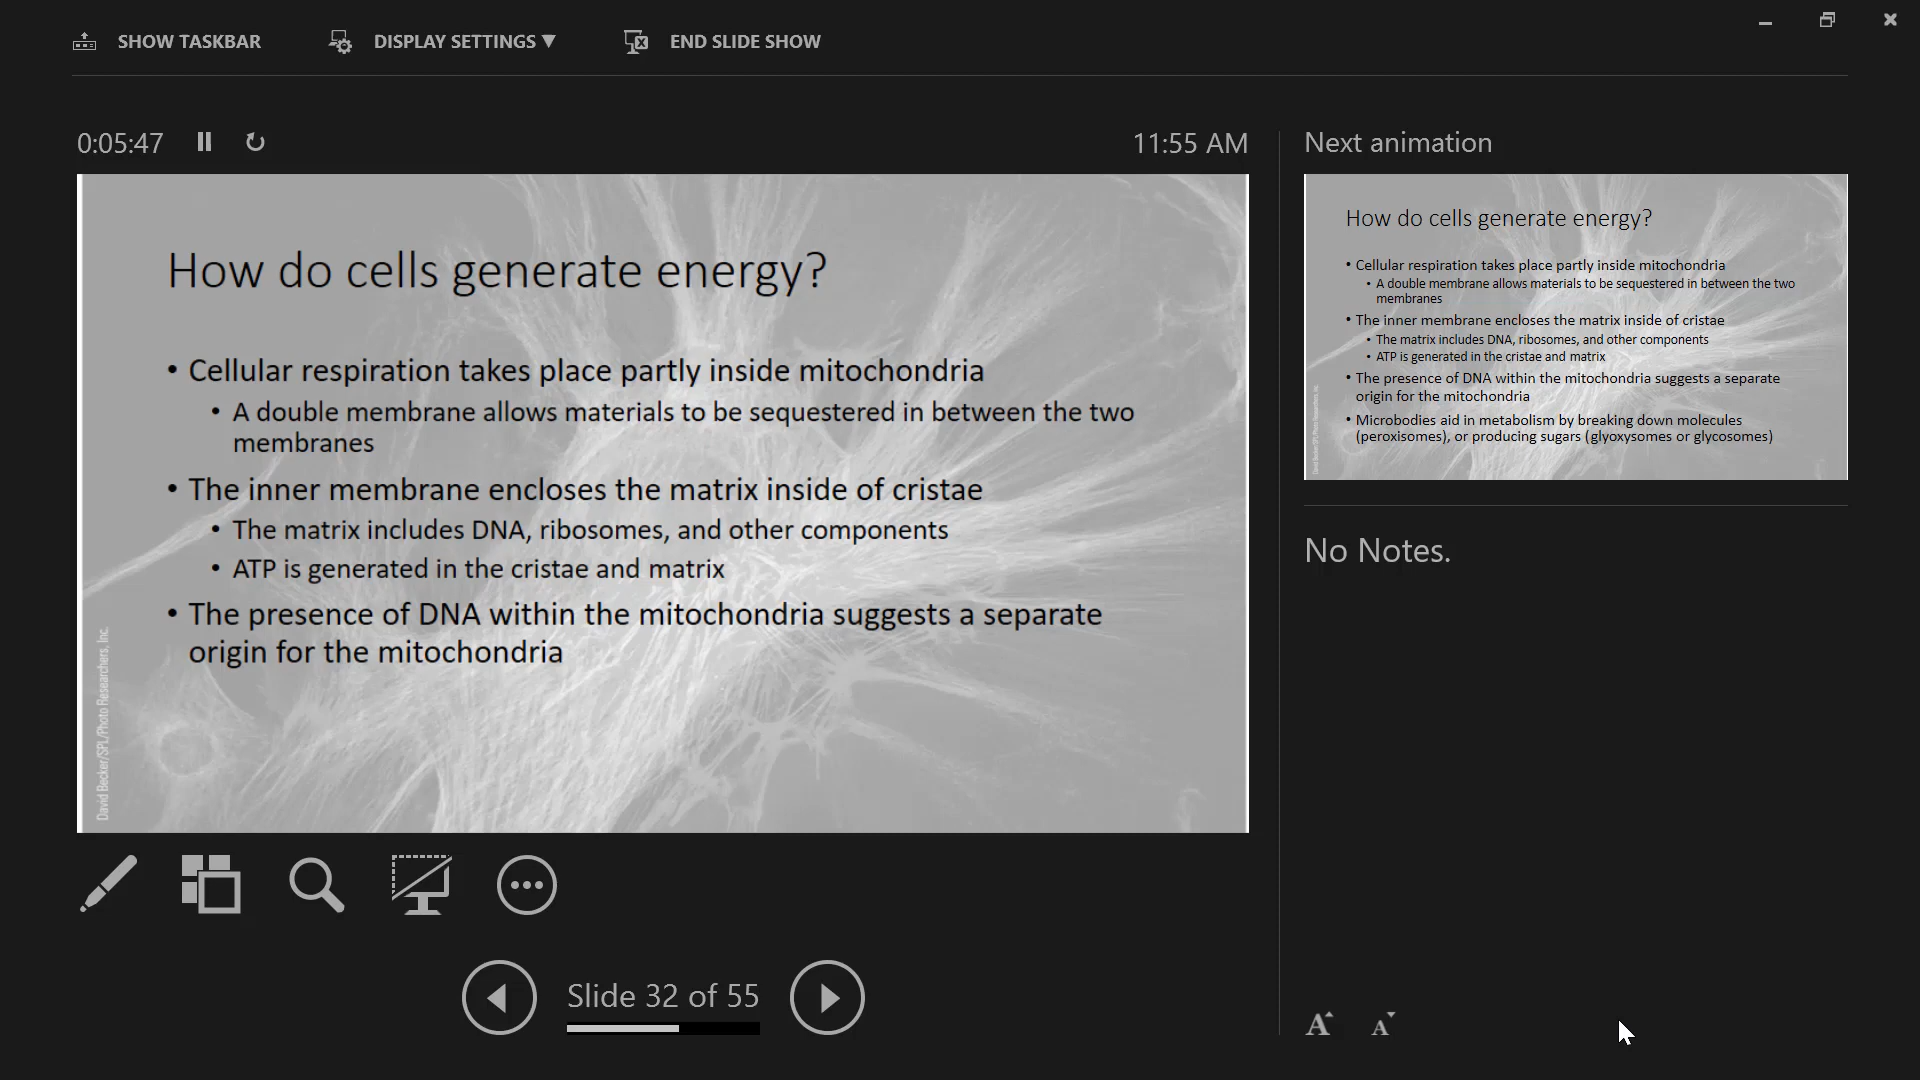 SHOW TASKBAR
DISPLAY SETTINGS ▼
END SLIDE SHOW
0:05:47
11:55 AM
How do cells generate energy?
• Cellular respiration takes place partly inside mitochondria
• A double membrane allows materials to be sequestered in between the two
membranes
• The inner membrane encloses the matrix inside of cristae
• The matrix includes DNA, ribosomes, and other components
• ATP is generated in the cristae and matrix
• The presence of DNA within the mitochondria suggests a separate
origin for the mitochondria
David Becker/SPL/Photo Researchers, Inc.
Slide 32 of 55
Next animation
How do cells generate energy?
• Cellular respiration takes place partly inside mitochondria
• A double membrane allows materials to be sequestered in between the two
membranes
• The inner membrane encloses the matrix inside of cristae
• The matrix includes DNA, ribosomes, and other components
• ATP is generated in the cristae and matrix
• The presence of DNA within the mitochondria suggests a separate
origin for the mitochondria
• Microbodies aid in metabolism by breaking down molecules
(peroxisomes), or producing sugars (glyoxysomes or glycosomes)
David Becker/SPL/Photo Researchers, Inc.
No Notes.
A A